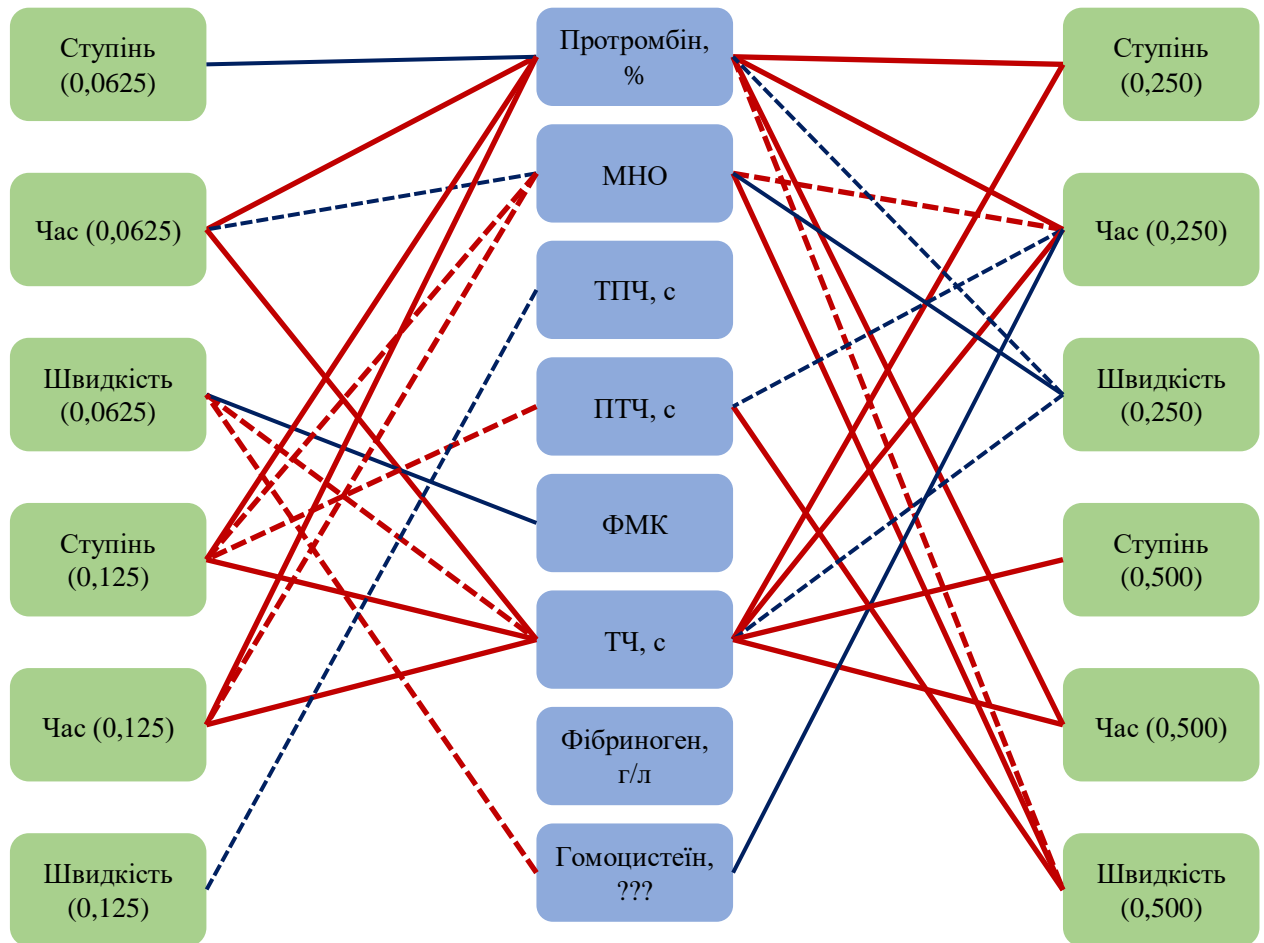 Ступінь
(0,0625)
Час (0,0625)
Швидкість
(0,0625)
Ступінь
(0,125)
Час (0,125)
Швидкість
(0,125)
Протромбін,
%
МНО
ТПЧ, с
ПТЧ, с
ФМК
ТЧ, с
Фібриноген,
г/л
Гомоцистеїн,
???
Ступінь
(0,250)
Час (0,250)
Швидкість
(0,250)
Ступінь
(0,500)
Час (0,500)
Швидкість
(0,500)